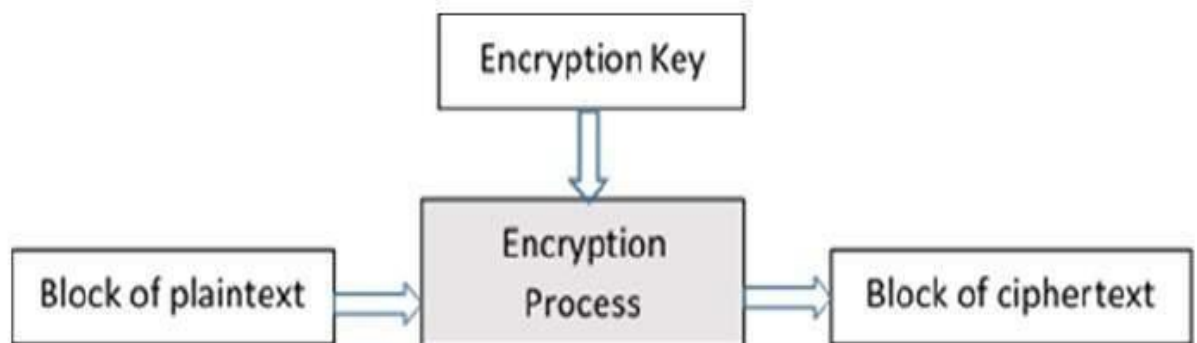 Encryption Key
Block of plaintext
Encryption
Process
Block of ciphertext